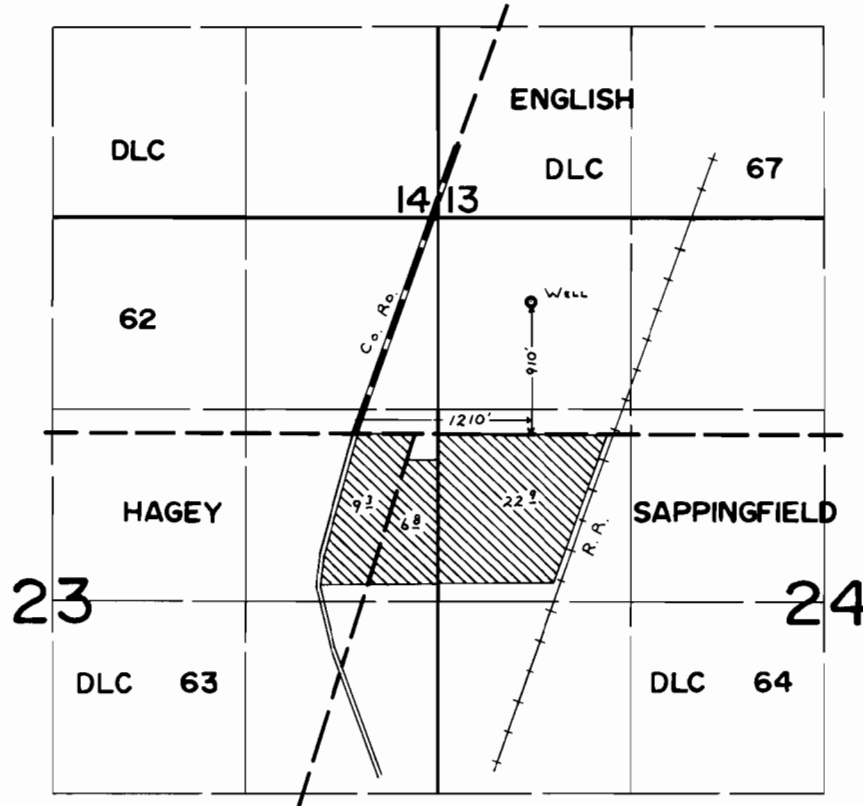 ENGLISH
DLC
DLC 67
14 13
WELL
62
Co. Rd.
910'
1210'
9 3
6 8
22 9
HAGEY
SAPPINGFIELD
R. R.
23
24
DLC 63
DLC 64